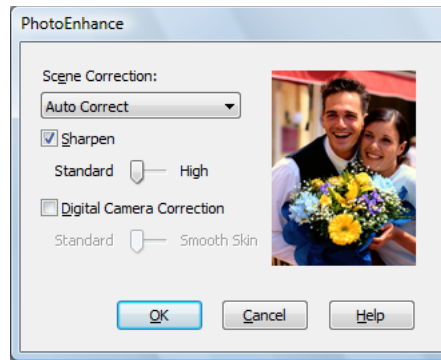 PhotoEnhance
Scene Correction:
Auto Correct
Sharpen
Standard High
Digital Camera Correction
Standard Smooth Skin
OK Cancel Help